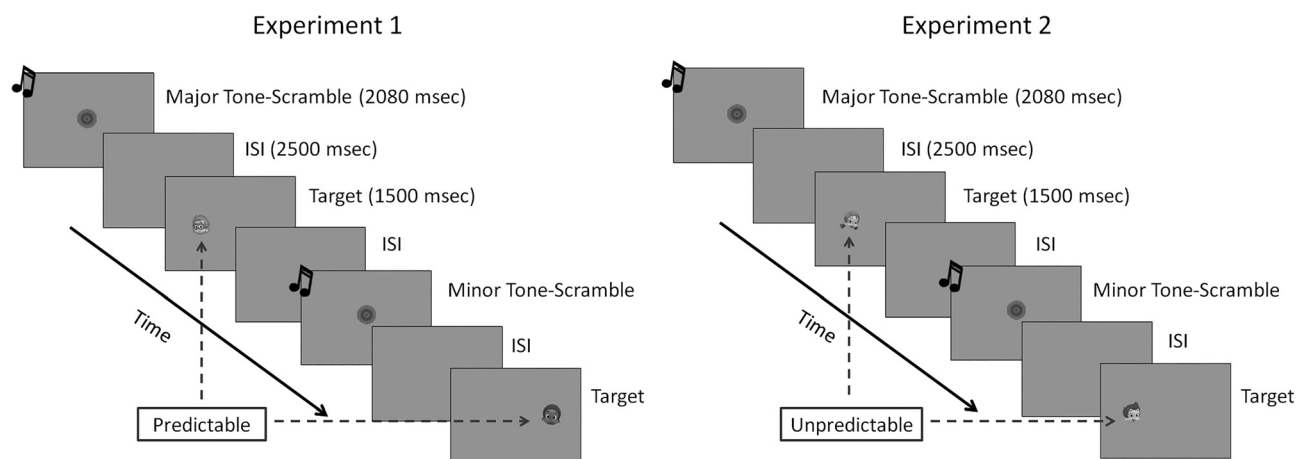 Experiment 1
Major Tone-Scramble (2080 msec)
ISI (2500 msec)
Target (1500 msec)
ISI
Minor Tone-Scramble
ISI
Target
Time
Predictable
Experiment 2
Major Tone-Scramble (2080 msec)
ISI (2500 msec)
Target (1500 msec)
ISI
Minor Tone-Scramble
ISI
Target
Time
Unpredictable